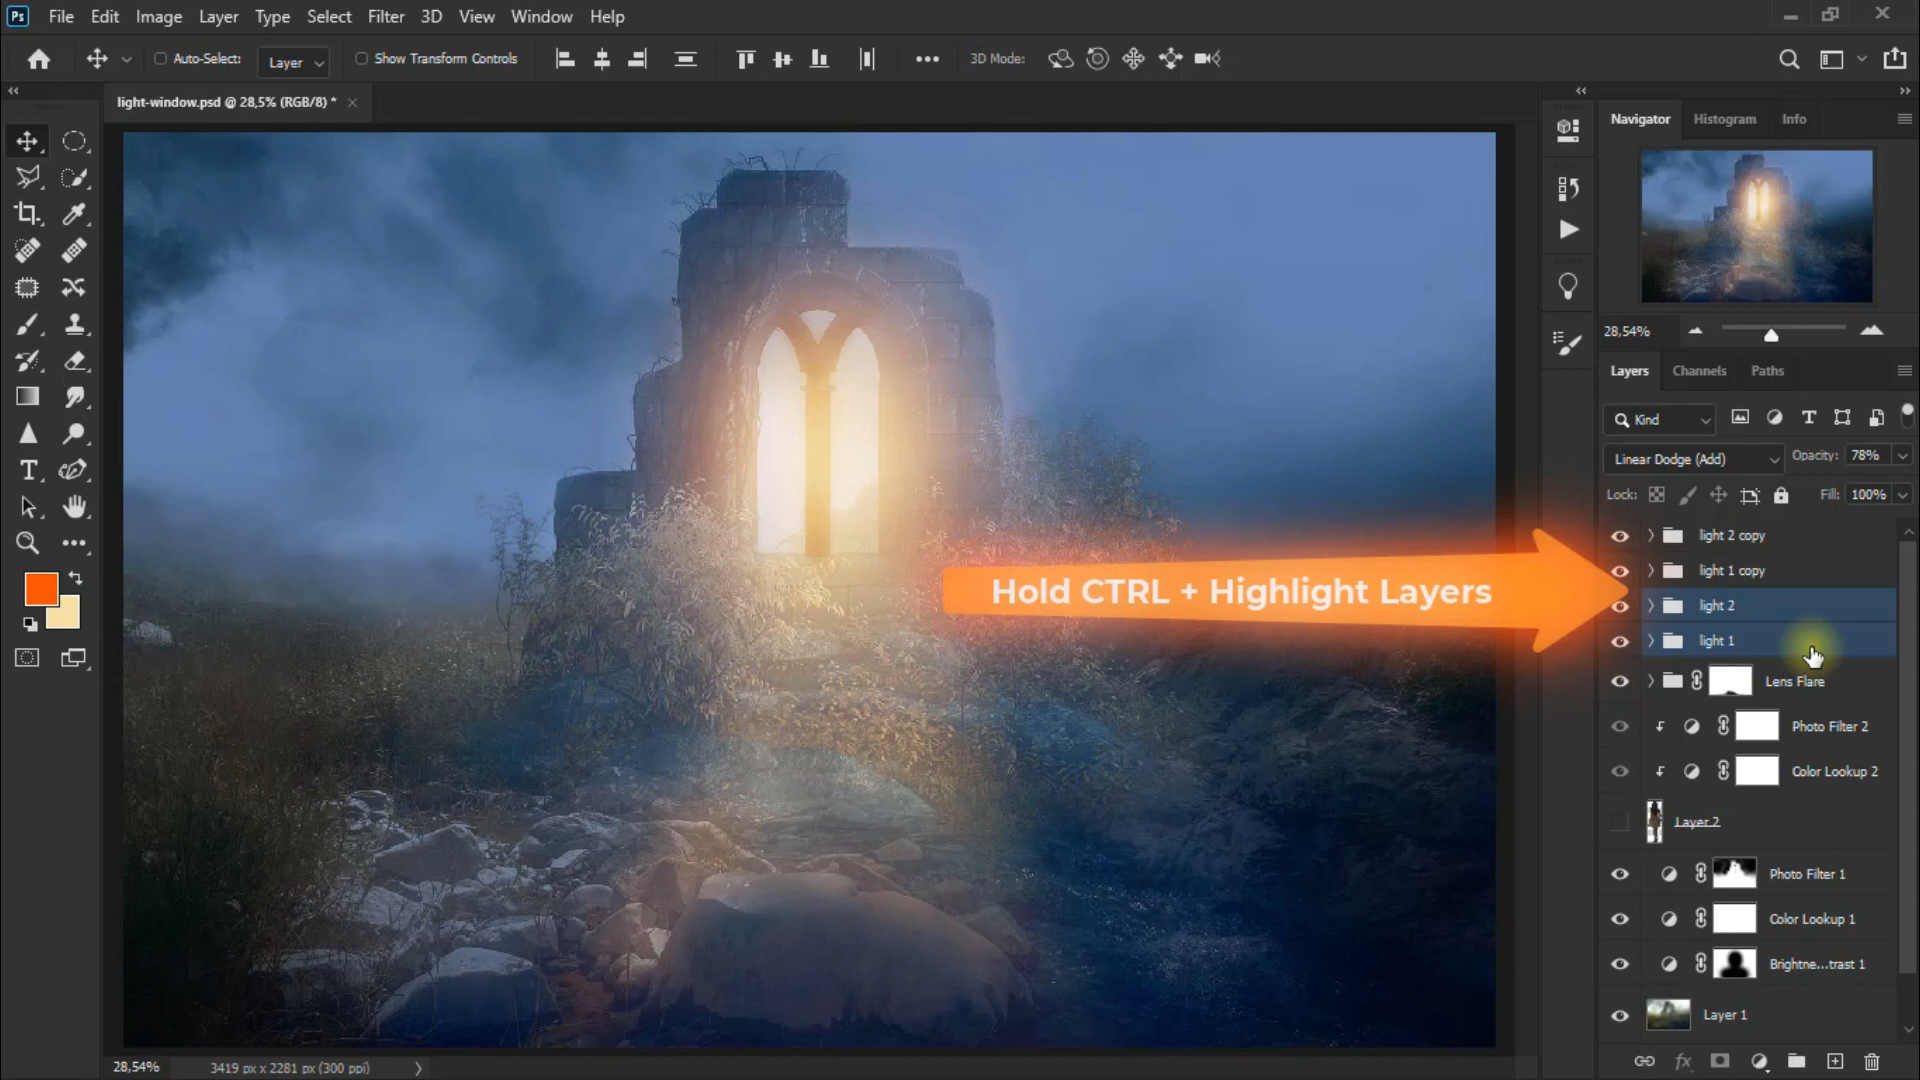 Ps File Edit Image Layer Type Select Filter 3D View Window Help
Auto-Select: Layer Show Transform Controls 3D Mode:
light-window.psd @ 28,5% (RGB/8) *
Navigator Histogram Info
28,54%
Layers Channels Paths
Kind
Linear Dodge (Add) Opacity: 78%
Lock: Fill: 100%
light 2 copy
light 1 copy
Hold CTRL + Highlight Layers
light 2
light 1
Lens Flare
Photo Filter 2
Color Lookup 2
Layer 2
Photo Filter 1
Color Lookup 1
Brightne...trast 1
Layer 1
28,54% 3419 px x 2281 px (300 ppi)
fx